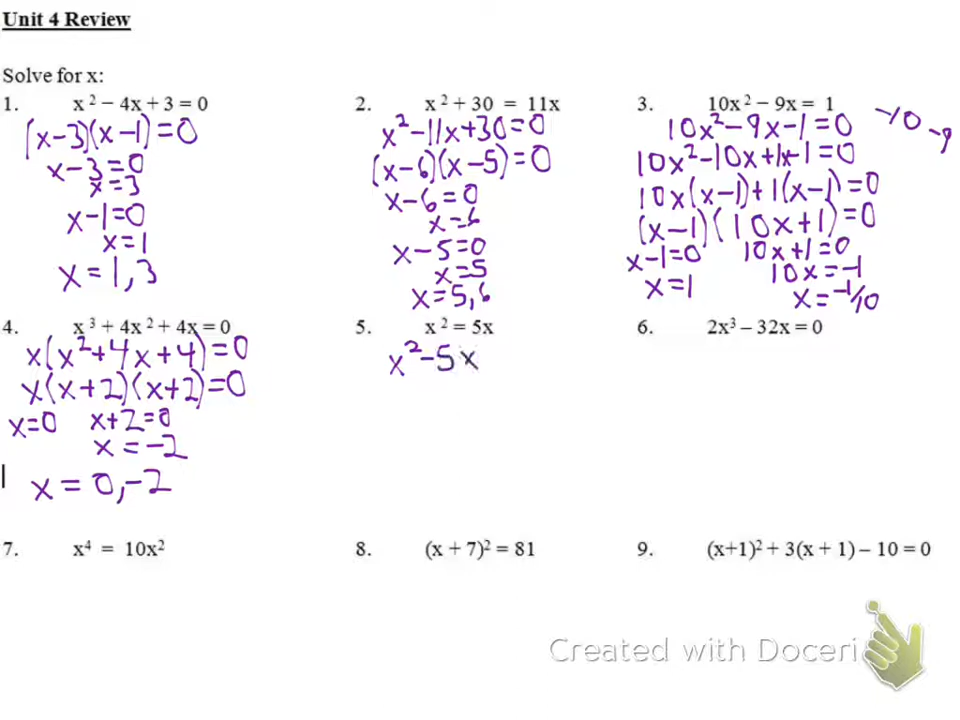 Unit 4 Review
Solve for x:
1. x² − 4x + 3 = 0
(x−3)(x−1)=0
x−3=0
x=3
x−1=0
x=1
x=1,3
2. x² + 30 = 11x
x²−11x+30=0
(x−6)(x−5)=0
x−6=0
x=6
x−5=0
x=5
x=5,6
3. 10x² − 9x = 1
−10
−9
10x²−9x−1=0
10x²−10x+1x−1=0
10x(x−1)+1(x−1)=0
(x−1)(10x+1)=0
x−1=0 10x+1=0
x=1 10x=−1
x=−1/10
4. x³ + 4x² + 4x = 0
x(x²+4x+4)=0
x(x+2)(x+2)=0
x=0 x+2=0
x=−2
x=0,−2
5. x² = 5x
x²−5x
6. 2x³ − 32x = 0
7. x⁴ = 10x²
8. (x + 7)² = 81
9. (x+1)² + 3(x + 1) − 10 = 0
Created with Doceri